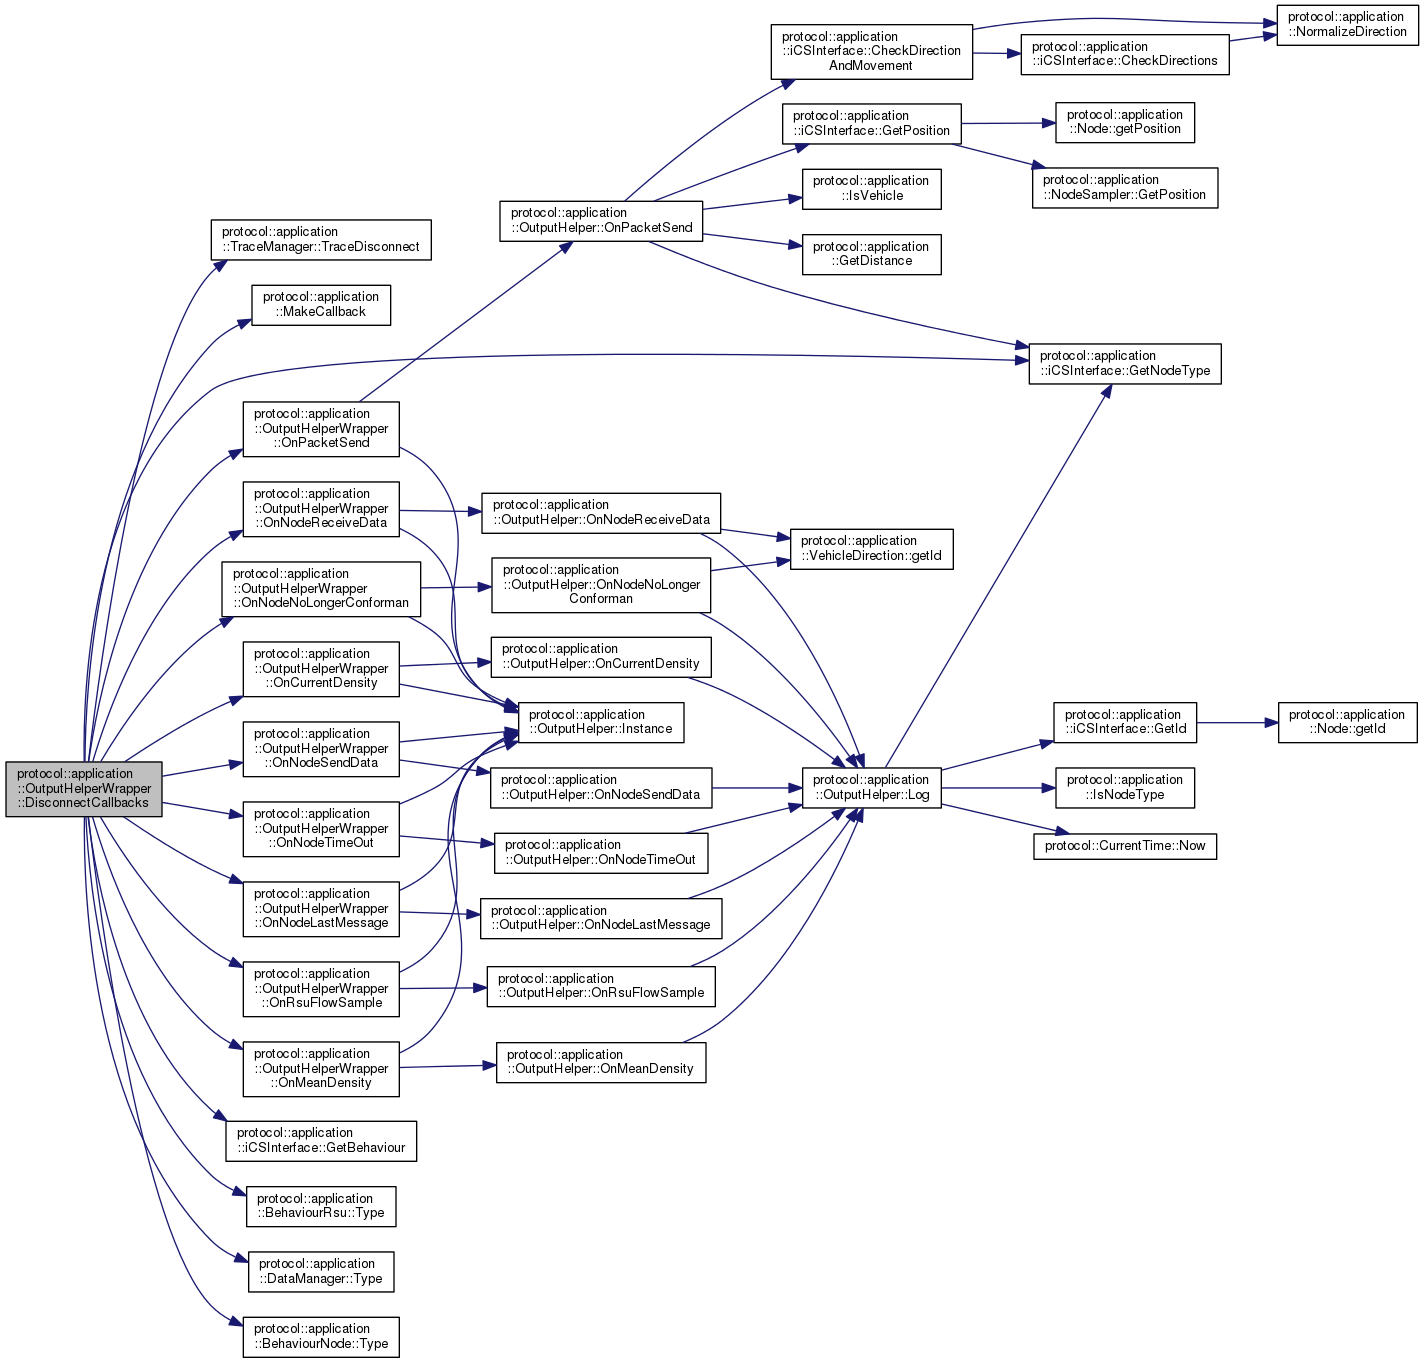 protocol::application
::NormalizeDirection
protocol::application
::iCSInterface::CheckDirection
AndMovement
protocol::application
::iCSInterface::CheckDirections
protocol::application
::iCSInterface::GetPosition
protocol::application
::Node::getPosition
protocol::application
::IsVehicle
protocol::application
::NodeSampler::GetPosition
protocol::application
::OutputHelper::OnPacketSend
protocol::application
::TraceManager::TraceDisconnect
protocol::application
::GetDistance
protocol::application
::MakeCallback
protocol::application
::iCSInterface::GetNodeType
protocol::application
::OutputHelperWrapper
::OnPacketSend
protocol::application
::OutputHelperWrapper
::OnNodeReceiveData
protocol::application
::OutputHelper::OnNodeReceiveData
protocol::application
::VehicleDirection::getId
protocol::application
::OutputHelperWrapper
::OnNodeNoLongerConforman
protocol::application
::OutputHelper::OnNodeNoLonger
Conforman
protocol::application
::OutputHelperWrapper
::OnCurrentDensity
protocol::application
::OutputHelper::OnCurrentDensity
protocol::application
::OutputHelper::Instance
protocol::application
::iCSInterface::GetId
protocol::application
::Node::getId
protocol::application
::OutputHelperWrapper
::OnNodeSendData
protocol::application
::OutputHelperWrapper
::DisconnectCallbacks
protocol::application
::OutputHelper::OnNodeSendData
protocol::application
::OutputHelper::Log
protocol::application
::IsNodeType
protocol::application
::OutputHelperWrapper
::OnNodeTimeOut
protocol::application
::OutputHelper::OnNodeTimeOut
protocol::CurrentTime::Now
protocol::application
::OutputHelperWrapper
::OnNodeLastMessage
protocol::application
::OutputHelper::OnNodeLastMessage
protocol::application
::OutputHelperWrapper
::OnRsuFlowSample
protocol::application
::OutputHelper::OnRsuFlowSample
protocol::application
::OutputHelperWrapper
::OnMeanDensity
protocol::application
::OutputHelper::OnMeanDensity
protocol::application
::iCSInterface::GetBehaviour
protocol::application
::BehaviourRsu::Type
protocol::application
::DataManager::Type
protocol::application
::BehaviourNode::Type